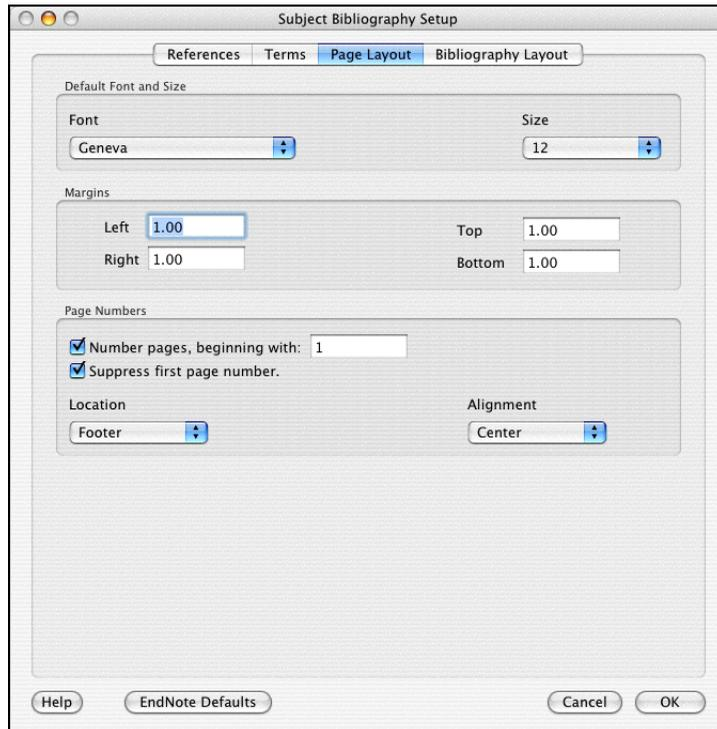 Subject Bibliography Setup
References Terms Page Layout Bibliography Layout
Default Font and Size
Font Size
Geneva 12
Margins
Left 1.00 Top 1.00
Right 1.00 Bottom 1.00
Page Numbers
Number pages, beginning with: 1
Suppress first page number.
Location Alignment
Footer Center
Help EndNote Defaults Cancel OK